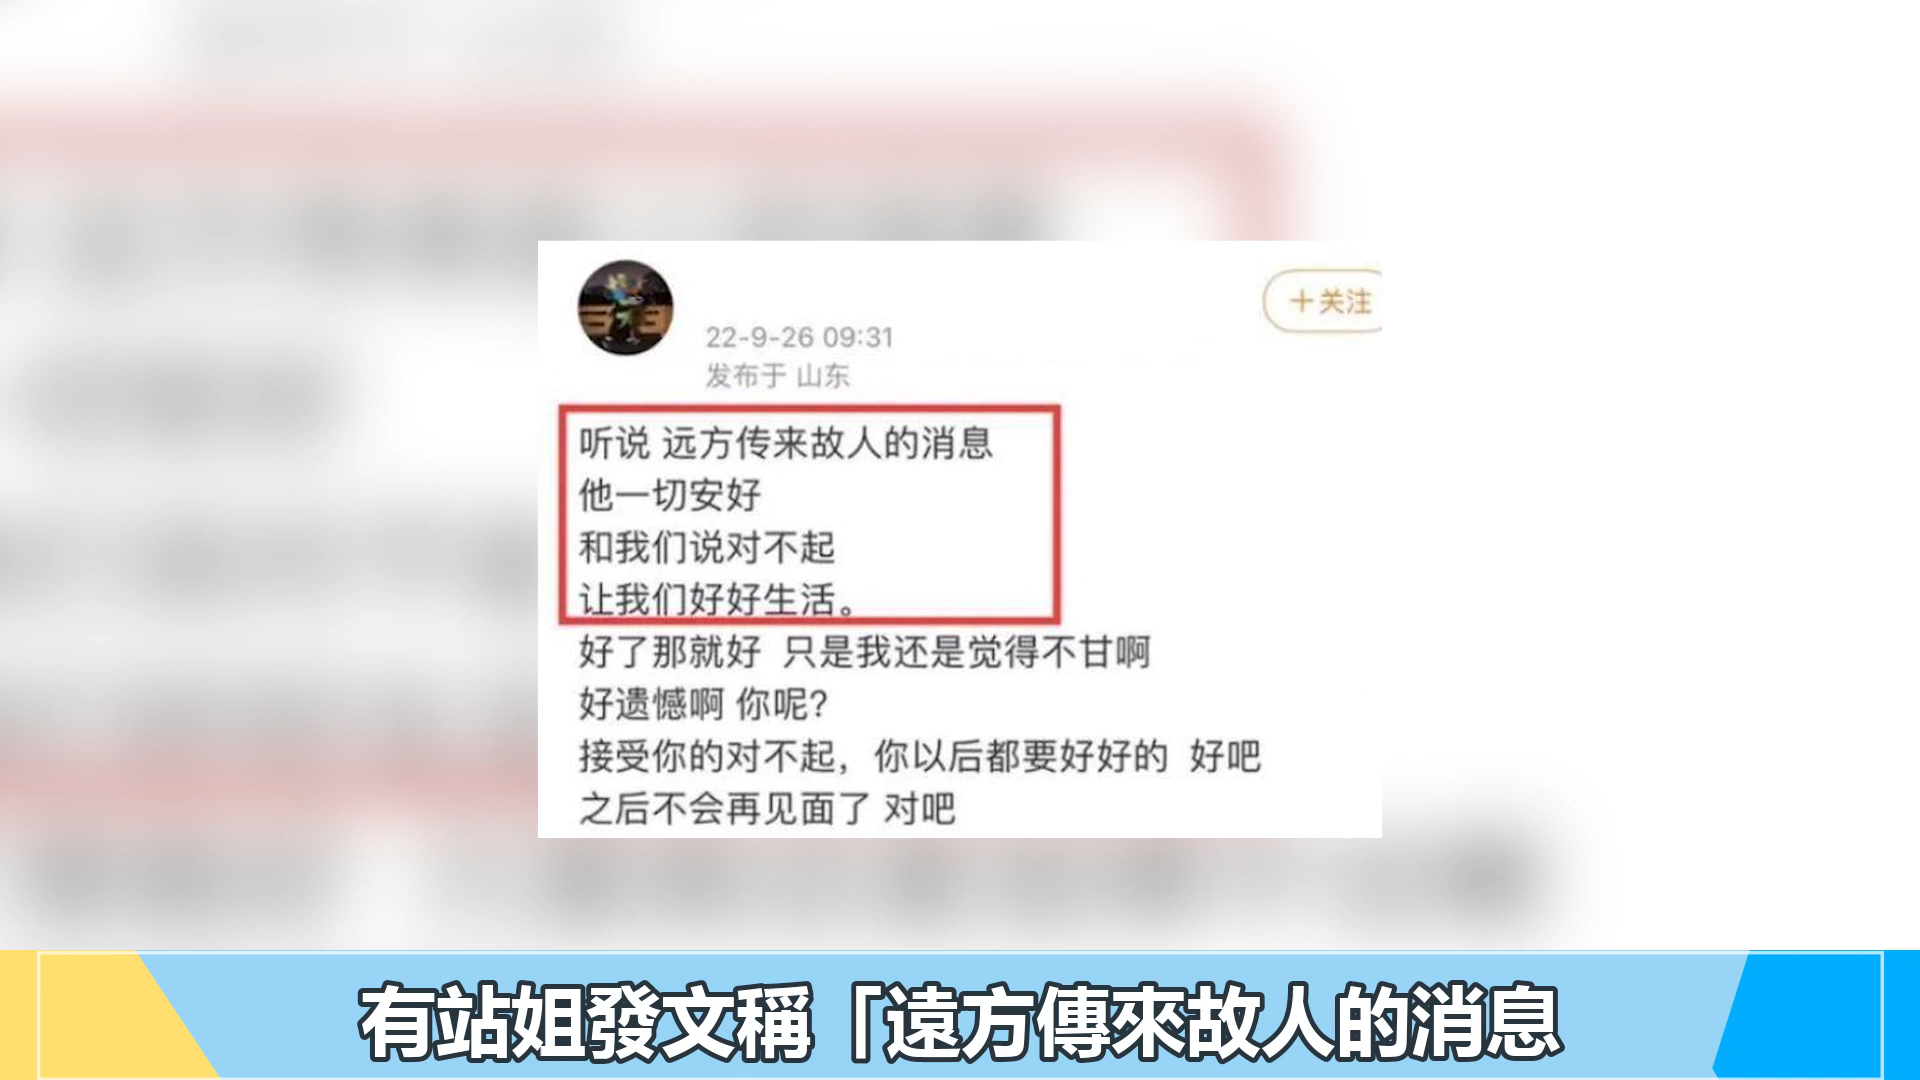 22-9-26 09:31
发布于 山东
+关注
听说 远方传来故人的消息
他一切安好
和我们说对不起
让我们好好生活。
好了那就好 只是我还是觉得不甘啊
好遗憾啊 你呢?
接受你的对不起，你以后都要好好的 好吧
之后不会再见面了 对吧
有站姐發文稱「遠方傳來故人的消息